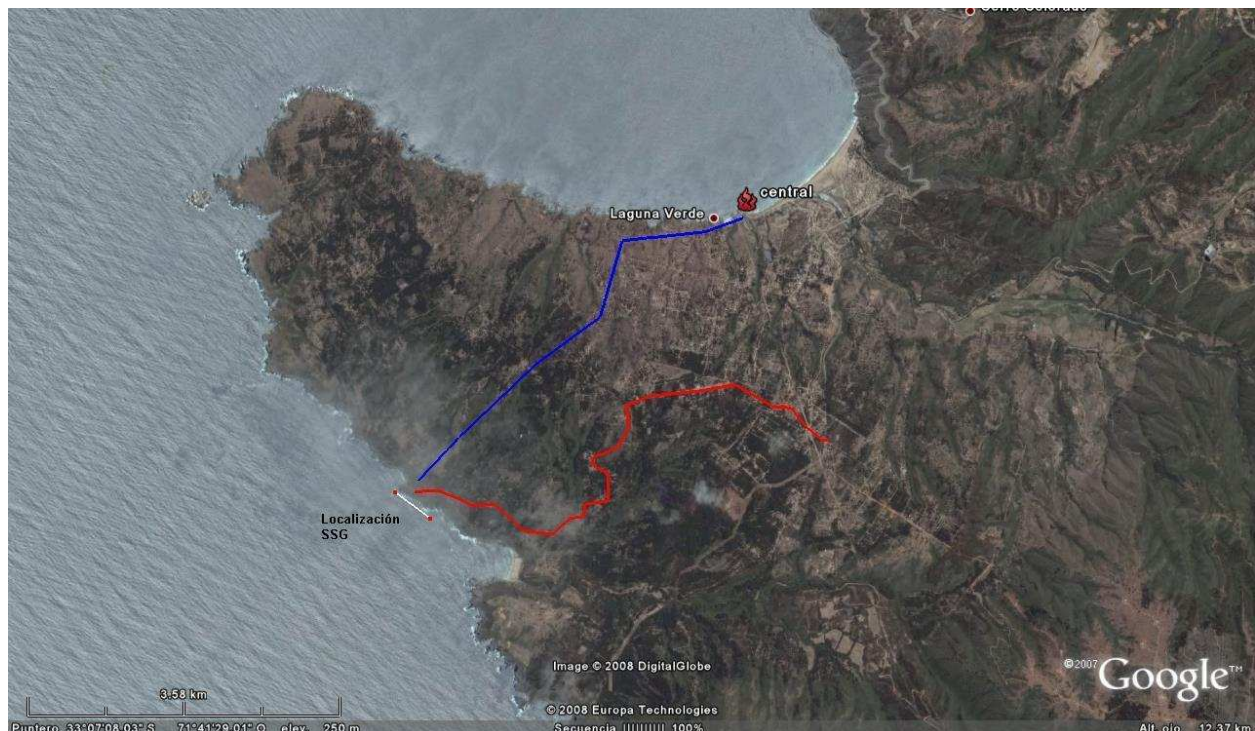 Cerro Colorado
central
Laguna Verde
Localización
SSG
Image © 2008 DigitalGlobe
©2007 Google™
3.58 km
© 2008 Europa Technologies
Puntero 33°07'08.03" S 71°41'29.01" O elev. 250 m Secuencia |||||||||| 100% Alt. ojo 12.37 km